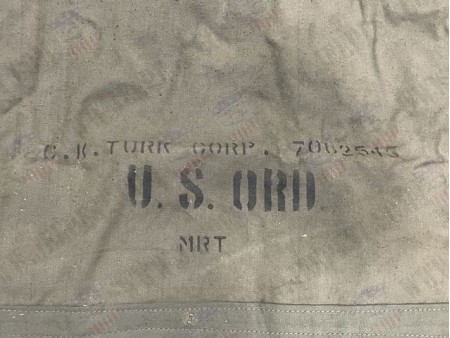 C.K. TURK CORP. 7062545
U.S. ORD.
MRT